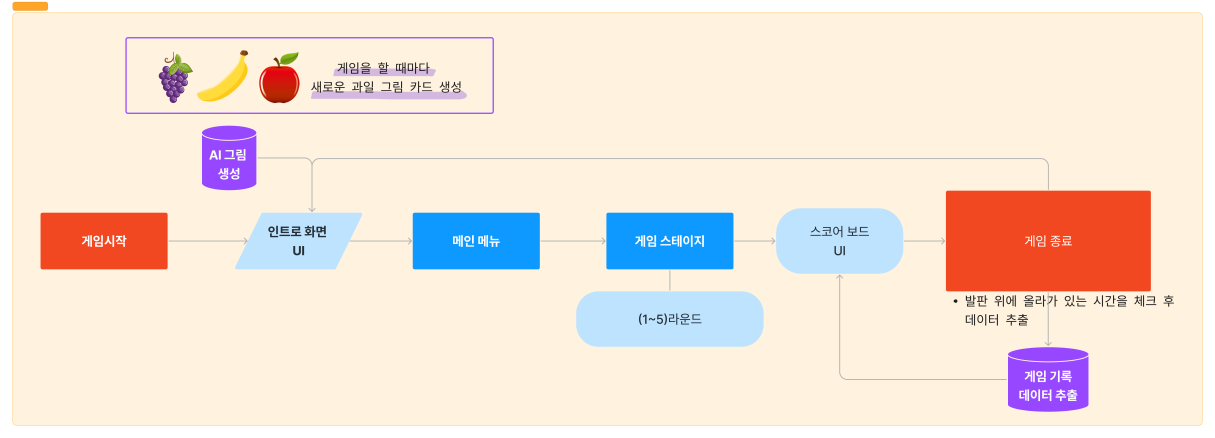 게임을 할 때마다
새로운 과일 그림 카드 생성
AI 그림
생성
게임시작
인트로 화면
UI
메인 메뉴
게임 스테이지
스코어 보드
UI
게임 종료
(1~5)라운드
• 발판 위에 올라가 있는 시간을 체크 후
데이터 추출
게임 기록
데이터 추출